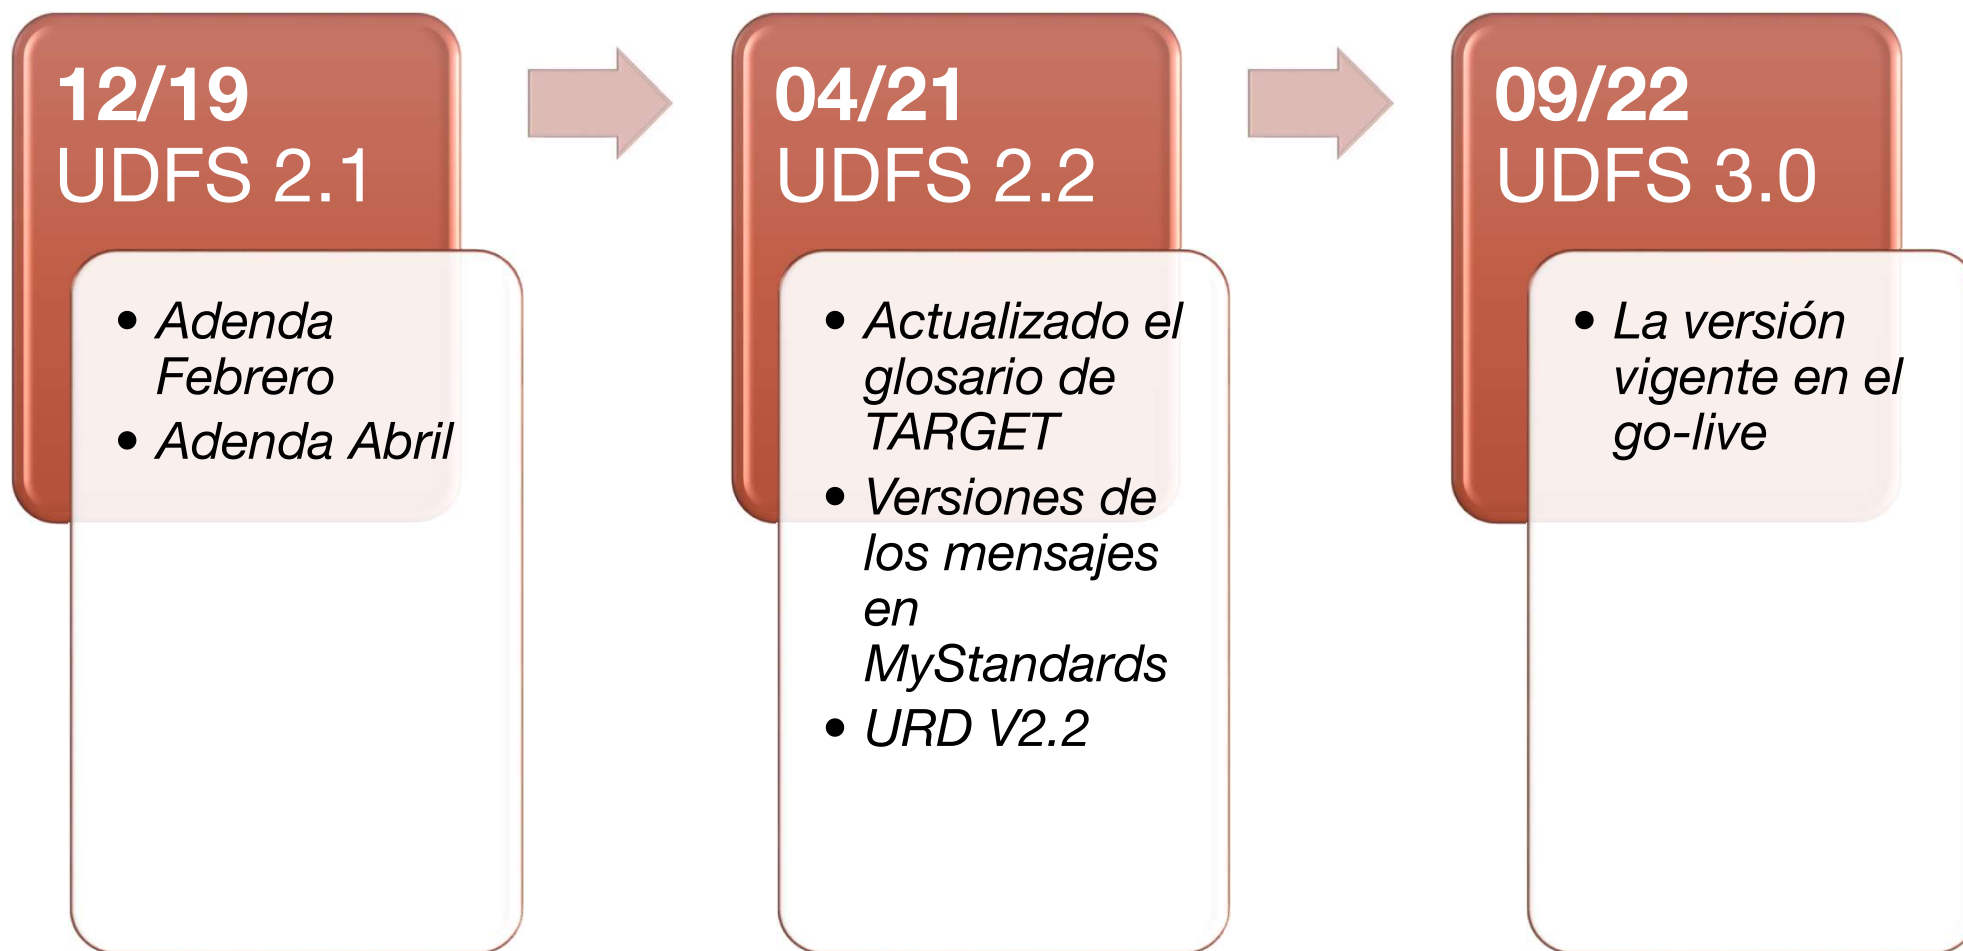 12/19
UDFS 2.1
• Adenda
Febrero
• Adenda Abril
04/21
UDFS 2.2
• Actualizado el
glosario de
TARGET
• Versiones de
los mensajes
en
MyStandards
• URD V2.2
09/22
UDFS 3.0
• La versión
vigente en el
go-live